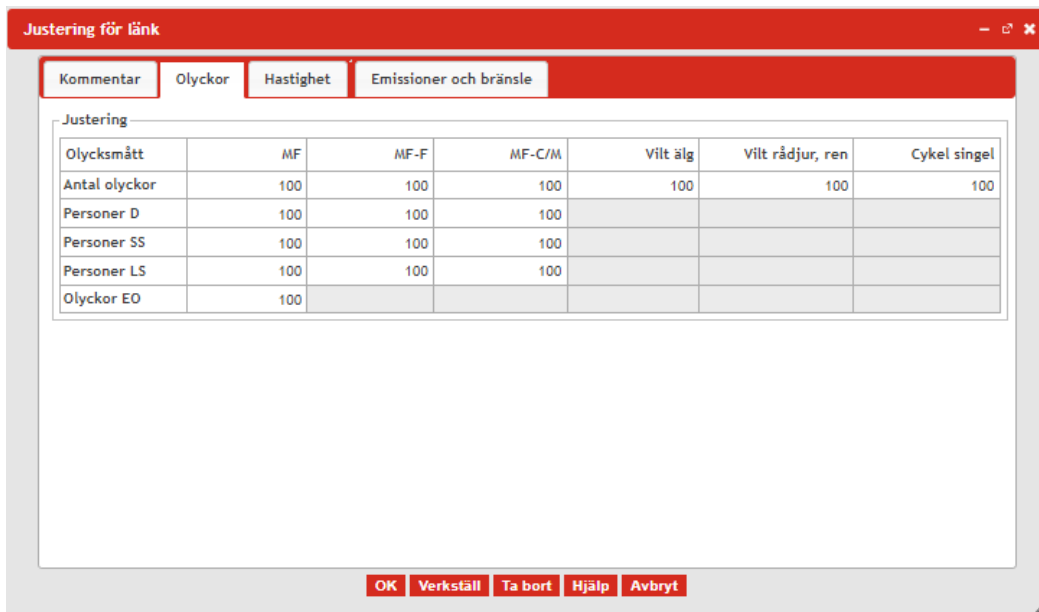 Justering för länk
Kommentar Olyckor Hastighet Emissioner och bränsle
Justering
Olycksmått MF MF-F MF-C/M Vilt älg Vilt rådjur, ren Cykel singel
Antal olyckor 100 100 100 100 100 100
Personer D 100 100 100
Personer SS 100 100 100
Personer LS 100 100 100
Olyckor EO 100
OK Verkställ Ta bort Hjälp Avbryt